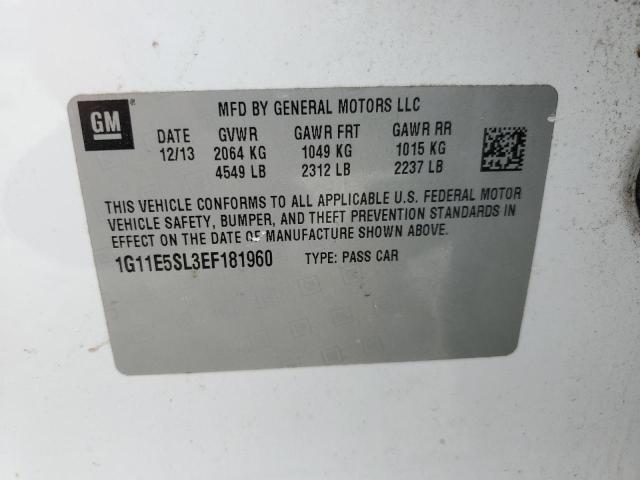 GM MFD BY GENERAL MOTORS LLC
DATE GVWR GAWR FRT GAWR RR
12/13 2064 KG 1049 KG 1015 KG
4549 LB 2312 LB 2237 LB
THIS VEHICLE CONFORMS TO ALL APPLICABLE U.S. FEDERAL MOTOR
VEHICLE SAFETY, BUMPER, AND THEFT PREVENTION STANDARDS IN
EFFECT ON THE DATE OF MANUFACTURE SHOWN ABOVE.
1G11E5SL3EF181960 TYPE: PASS CAR